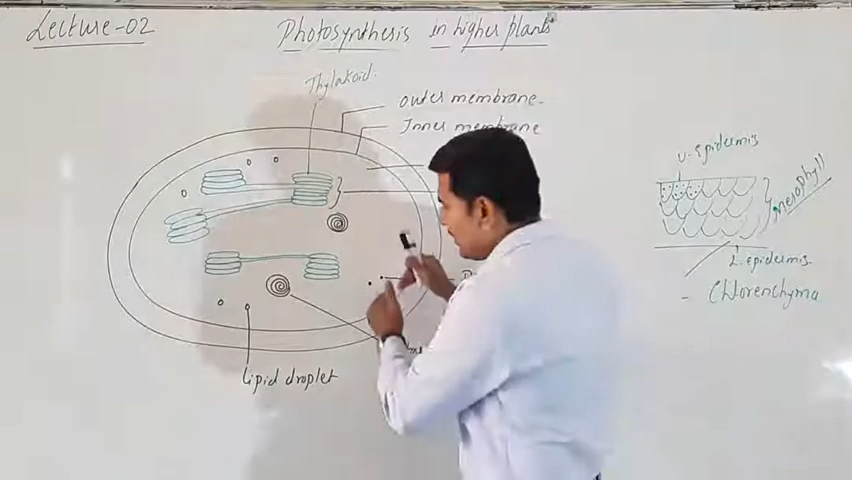 Lecture-02
Photosynthesis in higher plants
Thylakoid.
Outer membrane.
Inner membrane
U-Epidermis
Mesophyll
L.epidermis
- Chlorenchyma
Lipid droplet